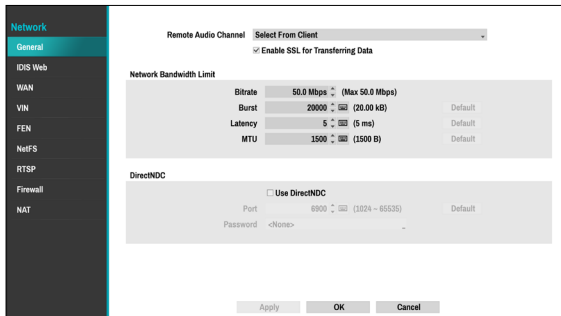 Network
General
IDIS Web
WAN
VIN
FEN
NetFS
RTSP
Firewall
NAT
Remote Audio Channel Select From Client
Enable SSL for Transferring Data
Network Bandwidth Limit
Bitrate 50.0 Mbps (Max 50.0 Mbps)
Burst 20000 (20.00 kB) Default
Latency 5 (5 ms) Default
MTU 1500 (1500 B) Default
DirectNDC
Use DirectNDC
Port 6900 (1024 ~ 65535) Default
Password <None>
Apply OK Cancel